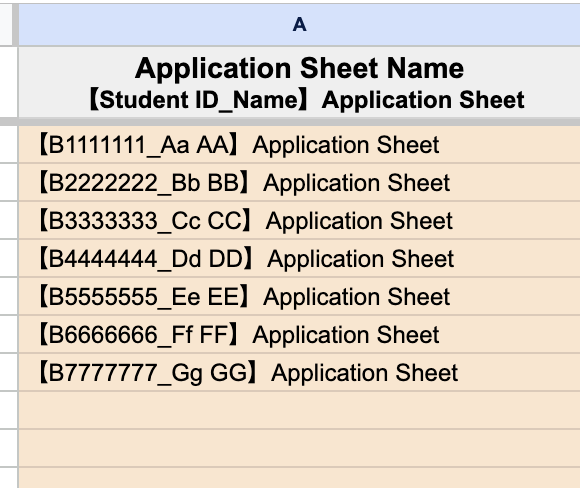 A
Application Sheet Name
【Student ID_Name】Application Sheet
【B1111111_Aa AA】Application Sheet
【B2222222_Bb BB】Application Sheet
【B3333333_Cc CC】Application Sheet
【B4444444_Dd DD】Application Sheet
【B5555555_Ee EE】Application Sheet
【B6666666_Ff FF】Application Sheet
【B7777777_Gg GG】Application Sheet